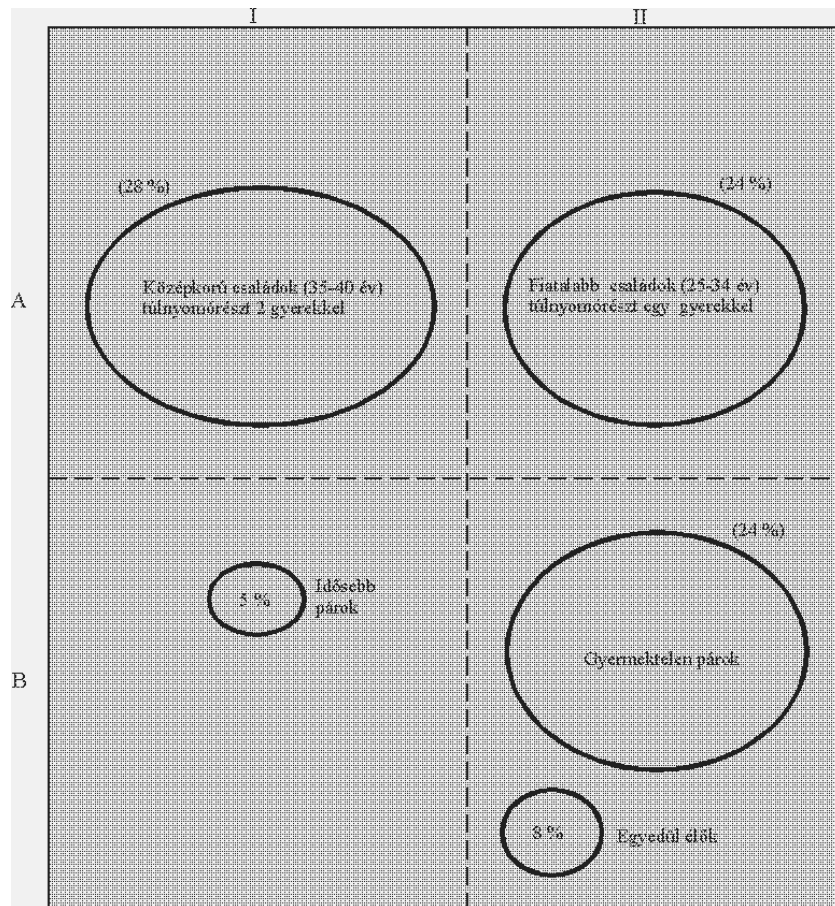 I
II
(28 %)
(24 %)
A
Középkorú családok (35-40 év)
túlnyomórészt 2 gyerekkel
Fiatalabb családok (25-34 év)
túlnyomórészt egy gyerekkel
(24 %)
5 %
Idősebb
párok
Gyermektelen párok
B
8 %
Egyedül élők